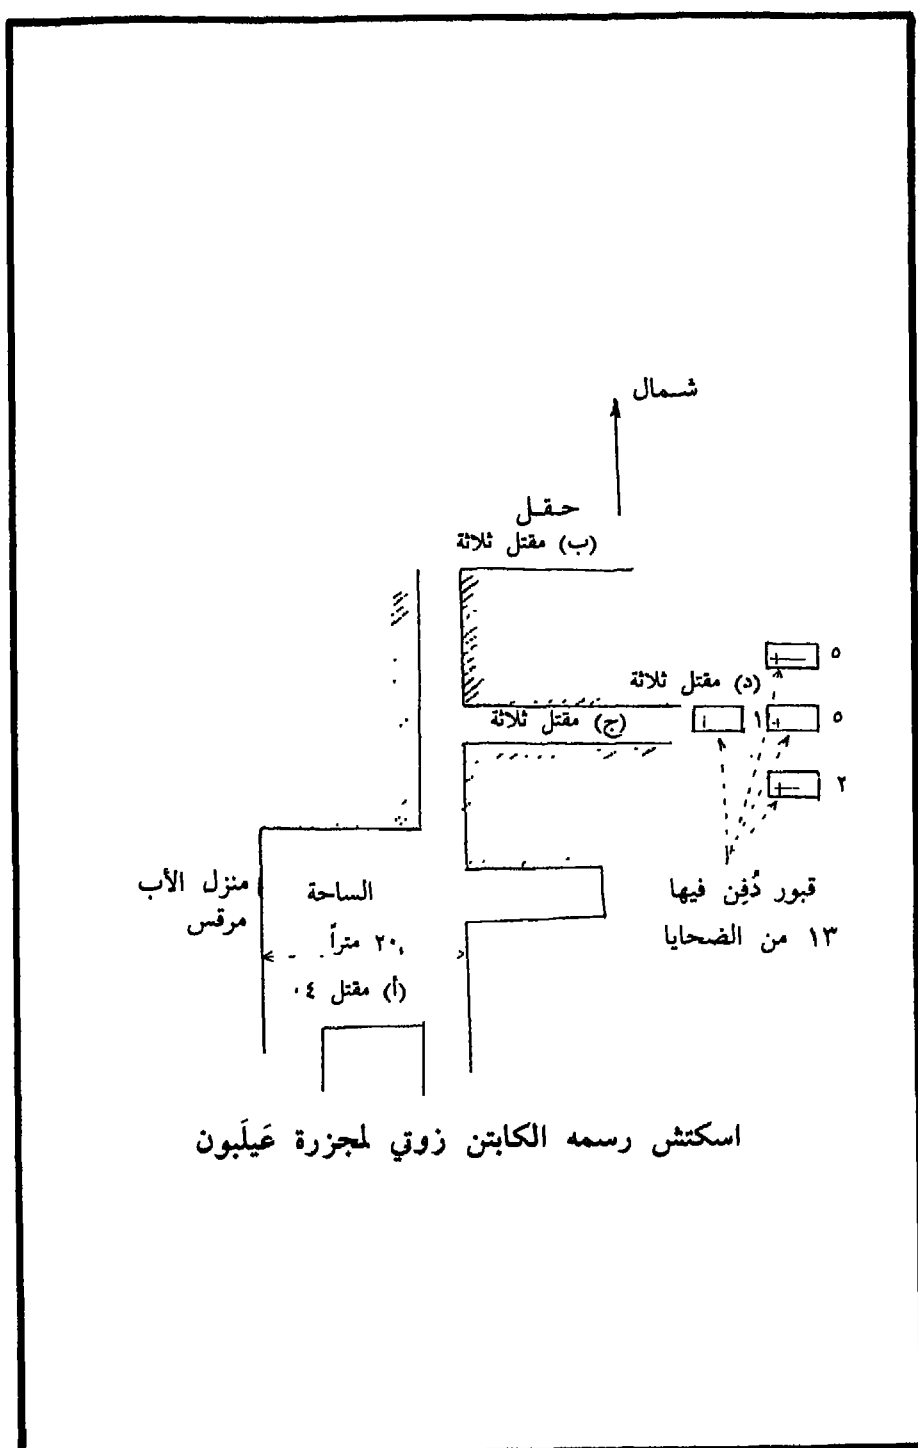 شمال
حقل
(ب) مقتل ثلاثة
٥
(د) مقتل ثلاثة
١
٥
(ج) مقتل ثلاثة
٢
منزل الأب
مرقس
الساحة
٢٠ متراً
(أ) مقتل ٤
قبور دُفِن فيها
١٣ من الضحايا
اسكتش رسمه الكابتن زوتي لمجزرة عَيلَبون